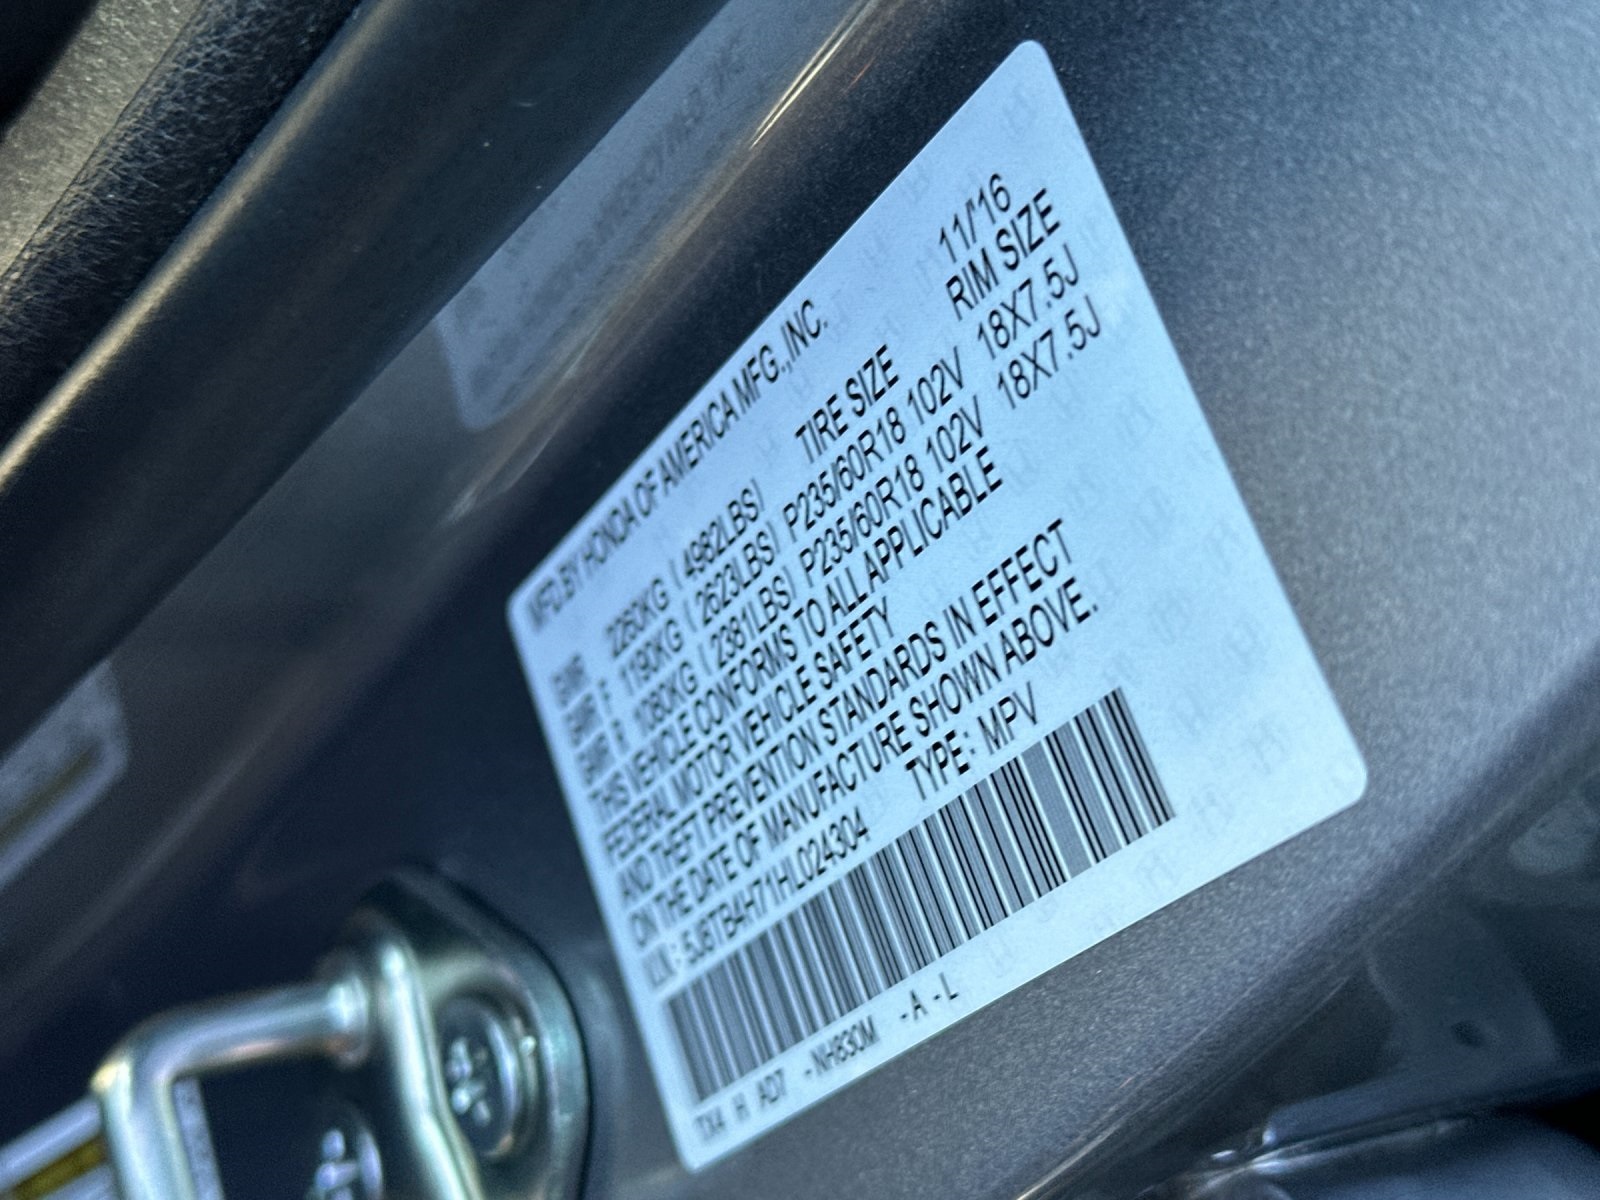 MFD.BY HONDA OF AMERICA MFG.,INC. 11/'16
TIRE SIZE RIM SIZE
GVWR 2260KG ( 4982LBS)
GAWR F 1190KG ( 2623LBS) P235/60R18 102V 18X7.5J
GAWR R 1080KG ( 2381LBS) P235/60R18 102V 18X7.5J
THIS VEHICLE CONFORMS TO ALL APPLICABLE
FEDERAL MOTOR VEHICLE SAFETY
AND THEFT PREVENTION STANDARDS IN EFFECT
ON THE DATE OF MANUFACTURE SHOWN ABOVE.
V.I.N.: 5J8TB4H71HL024304 TYPE: MPV
TX4 H AD7 -NH830M -A -L